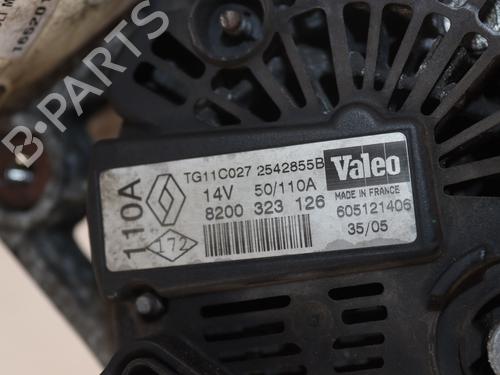 B-PARTS
110A
172
TG11C027 2542855B
14V 50/110A
8200 323 126
Valeo
MADE IN FRANCE
605121406
35/05